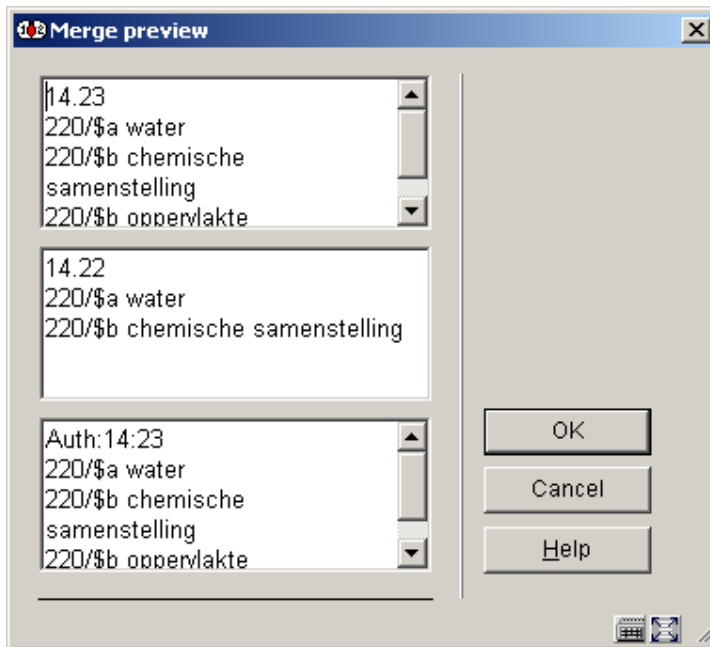 Merge preview
14.23
220/$a water
220/$b chemische
samenstelling
220/$b oppervlakte
14.22
220/$a water
220/$b chemische samenstelling
Auth:14:23
220/$a water
220/$b chemische
samenstelling
220/$b oppervlakte
OK
Cancel
Help